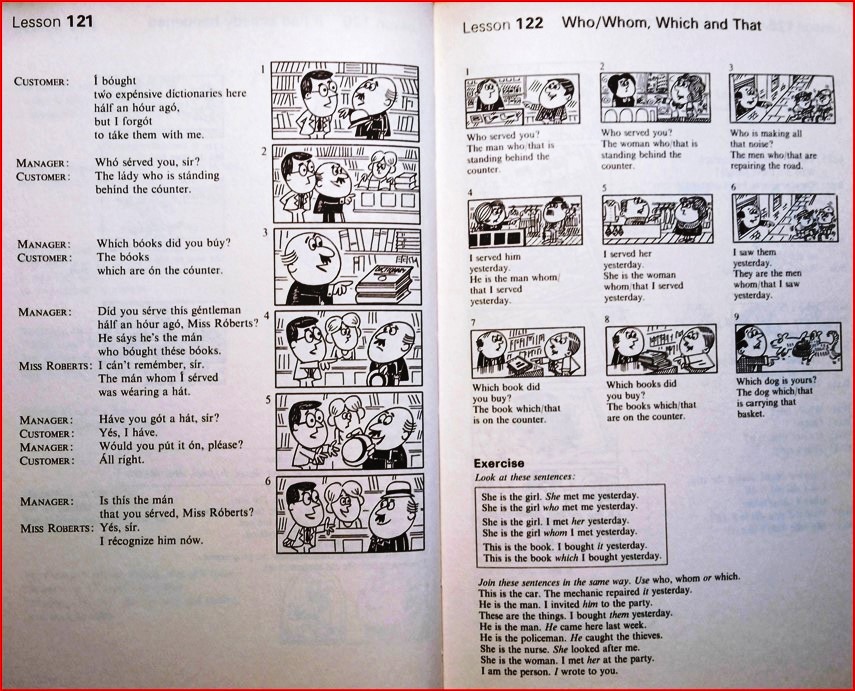 Lesson 121
1
CUSTOMER: I bóught
two expénsive díctionaries here
hálf an hóur agó,
but I forgót
to táke them with me.
2
MANAGER: Whó sérved you, sir?
CUSTOMER: The lády who is stánding
behínd the cóunter.
3
MANAGER: Which bóoks did you búy?
CUSTOMER: The bóoks
which are ón the cóunter.
DICTIONARY
4
MANAGER: Did you sérve this géntleman
hálf an hóur agó, Miss Róberts?
He sáys he's the mán
who bóught thése bóoks.
MISS ROBERTS: I cán't remémber, sir.
The mán whom I sérved
was wéaring a hát.
5
MANAGER: Háve you gót a hát, sir?
CUSTOMER: Yés, I háve.
MANAGER: Wóuld you pút it ón, pléase?
CUSTOMER: Áll right.
6
MANAGER: Is this the mán
that you sérved, Miss Róberts?
MISS ROBERTS: Yés, sir.
I récognize him nów.
Lesson 122 Who/Whom, Which and That
1
Who served you?
The man who/that is
standing behind the
counter.
2
Who served you?
The woman who/that is
standing behind the
counter.
3
Who is making all
that noise?
The men who/that are
repairing the road.
4
I served him
yesterday.
He is the man whom/
that I served
yesterday.
5
I served her
yesterday.
She is the woman
whom/that I served
yesterday.
6
I saw them
yesterday.
They are the men
whom/that I saw
yesterday.
7
Which book did
you buy?
The book which/that
is on the counter.
8
Which books did
you buy?
The books which/that
are on the counter.
9
Which dog is yours?
The dog which/that
is carrying that
basket.
Exercise
Look at these sentences:
She is the girl. She met me yesterday.
She is the girl who met me yesterday.
She is the girl. I met her yesterday.
She is the girl whom I met yesterday.
This is the book. I bought it yesterday.
This is the book which I bought yesterday.
Join these sentences in the same way. Use who, whom or which.
This is the car. The mechanic repaired it yesterday.
He is the man. I invited him to the party.
These are the things. I bought them yesterday.
He is the man. He came here last week.
He is the policeman. He caught the thieves.
She is the nurse. She looked after me.
She is the woman. I met her at the party.
I am the person. I wrote to you.